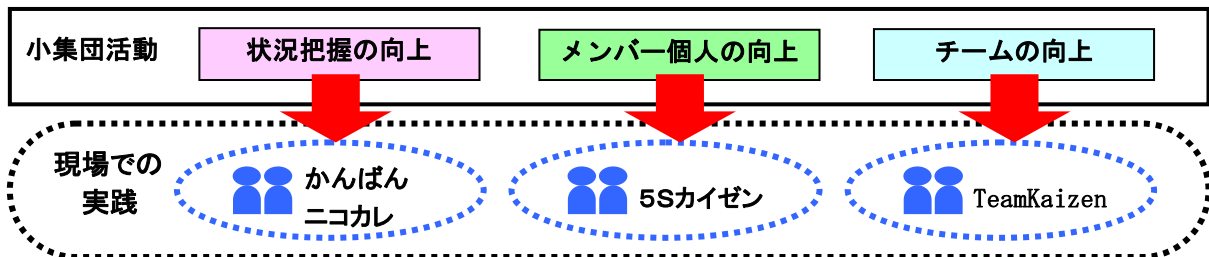 小集団活動
状況把握の向上
メンバー個人の向上
チームの向上
現場での
実践
かんばん
ニコカレ
5Sカイゼン
TeamKaizen